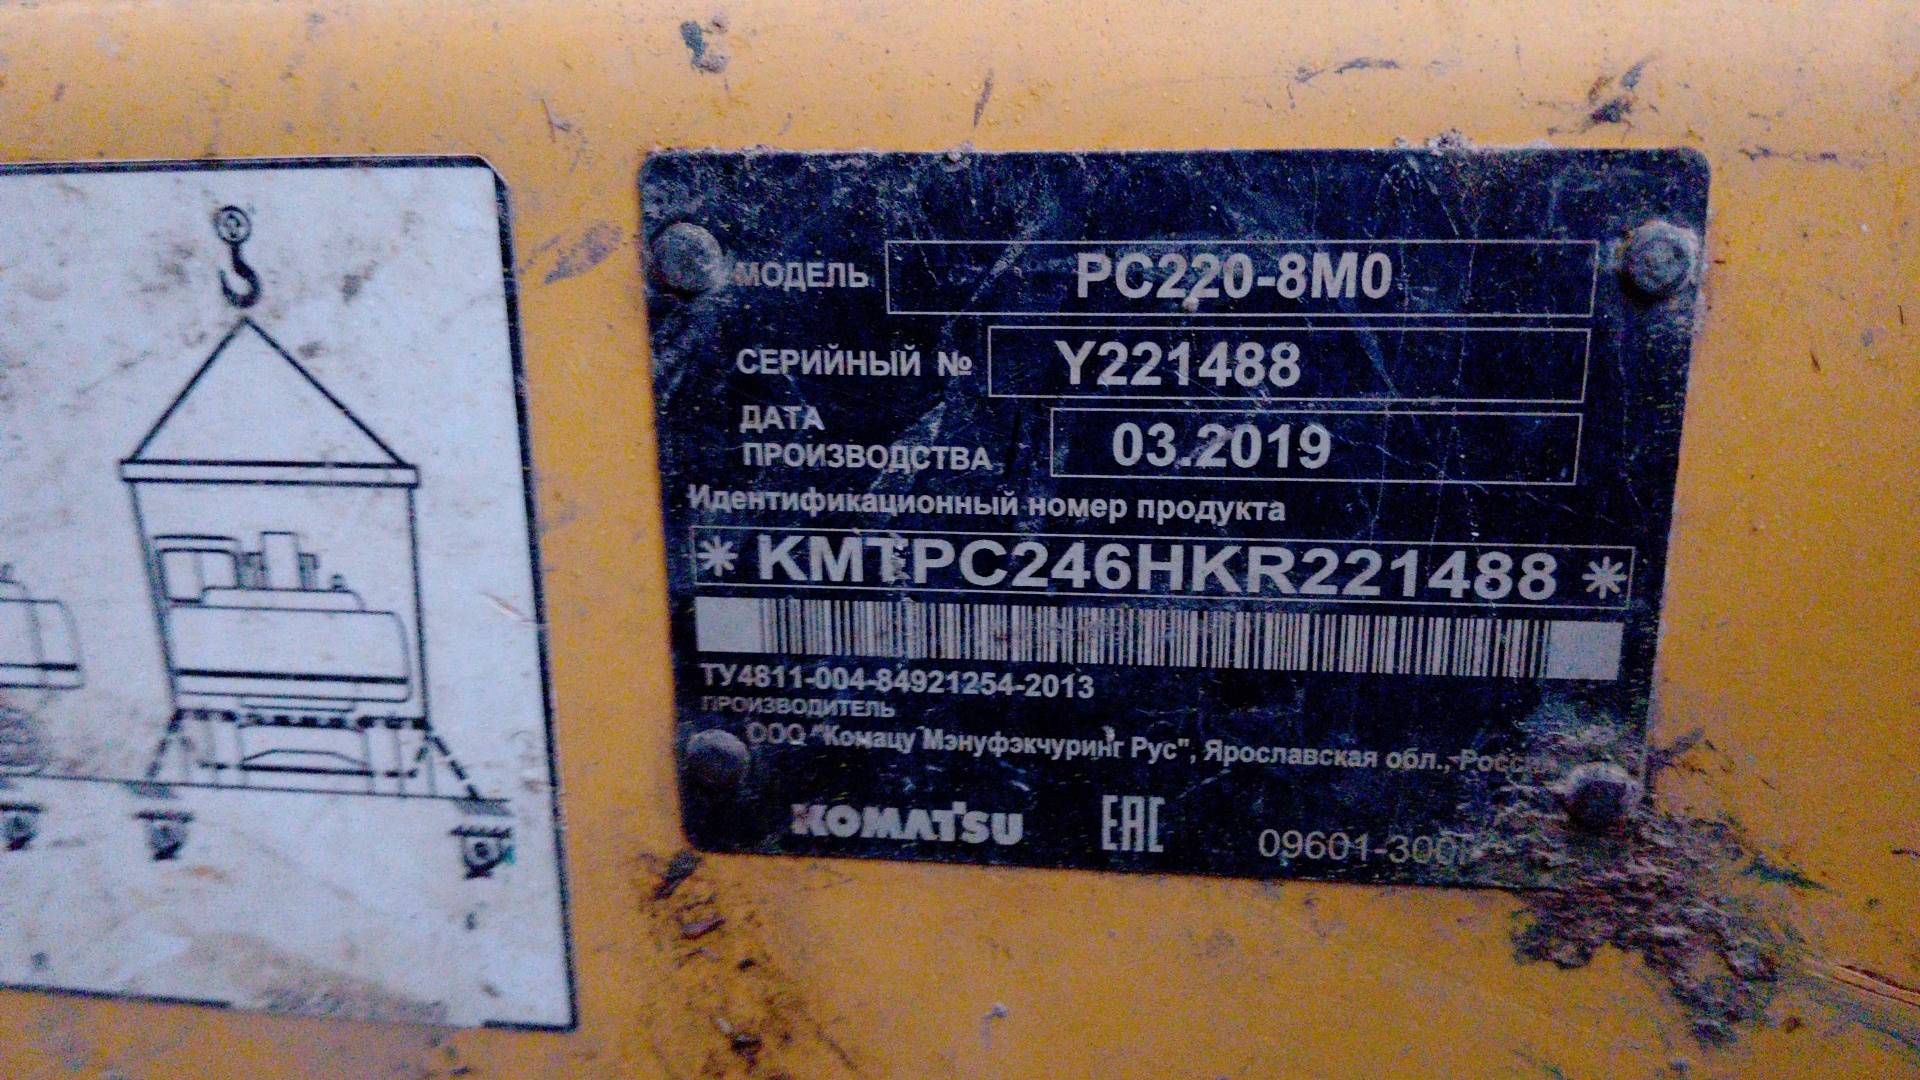 МОДЕЛЬ PC220-8M0
СЕРИЙНЫЙ № Y221488
ДАТА
ПРОИЗВОДСТВА 03.2019
Идентификационный номер продукта
* KMTPC246HKR221488 *
ТУ4811-004-84921254-2013
ПРОИЗВОДИТЕЛЬ
ООО "Комацу Мэнуфэкчуринг Рус", Ярославская обл.,
KOMATSU EAC